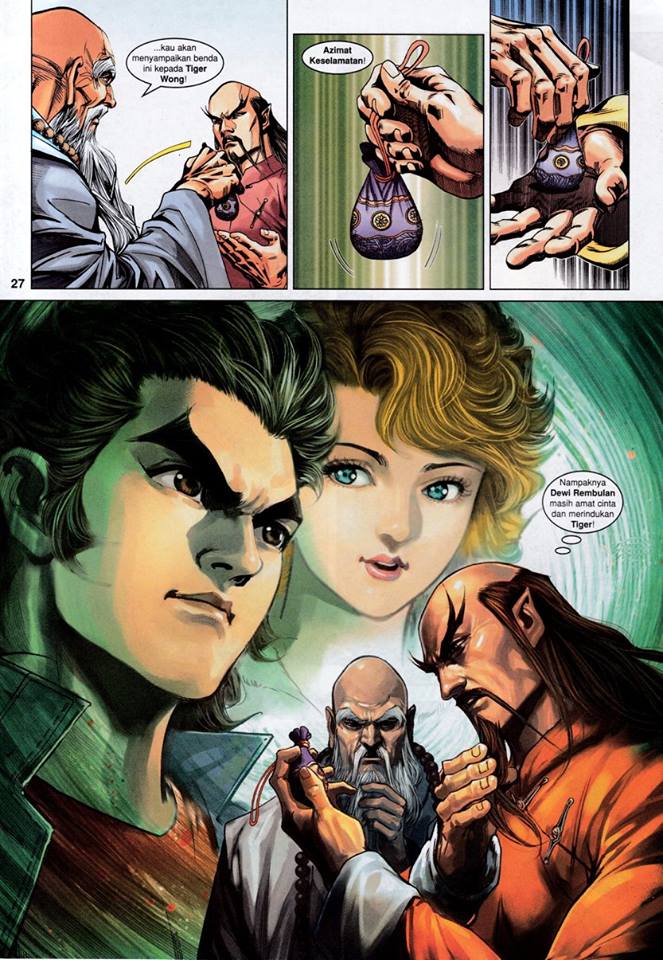 ...kau akan
menyampaikan benda
ini kepada Tiger
Wong!
Azimat
Keselamatan!
27
Nampaknya
Dewi Rembulan
masih amat cinta
dan merindukan
Tiger!